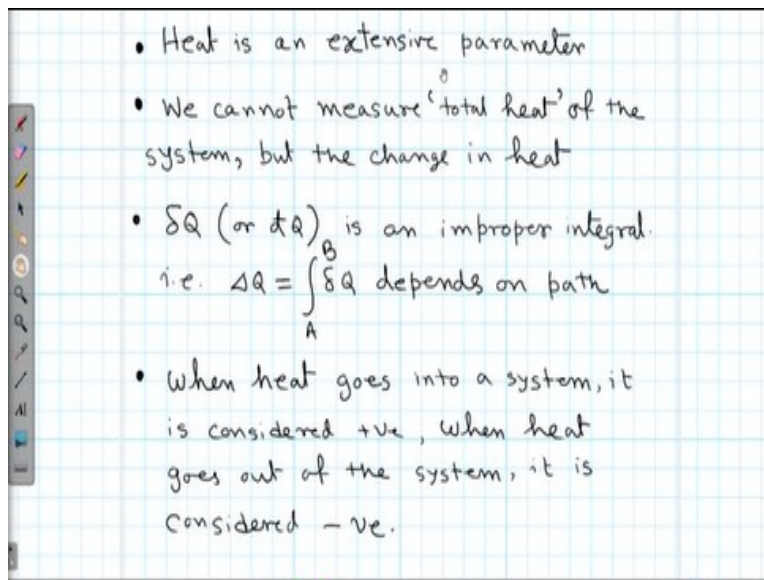 • Heat is an extensive parameter
• We cannot measure 'total heat' of the
system, but the change in heat
• δQ (or đQ) is an improper integral.
i.e. ΔQ = ∫_A^B δQ depends on path
• When heat goes into a system, it
is considered +ve, when heat
goes out of the system, it is
considered -ve.
A